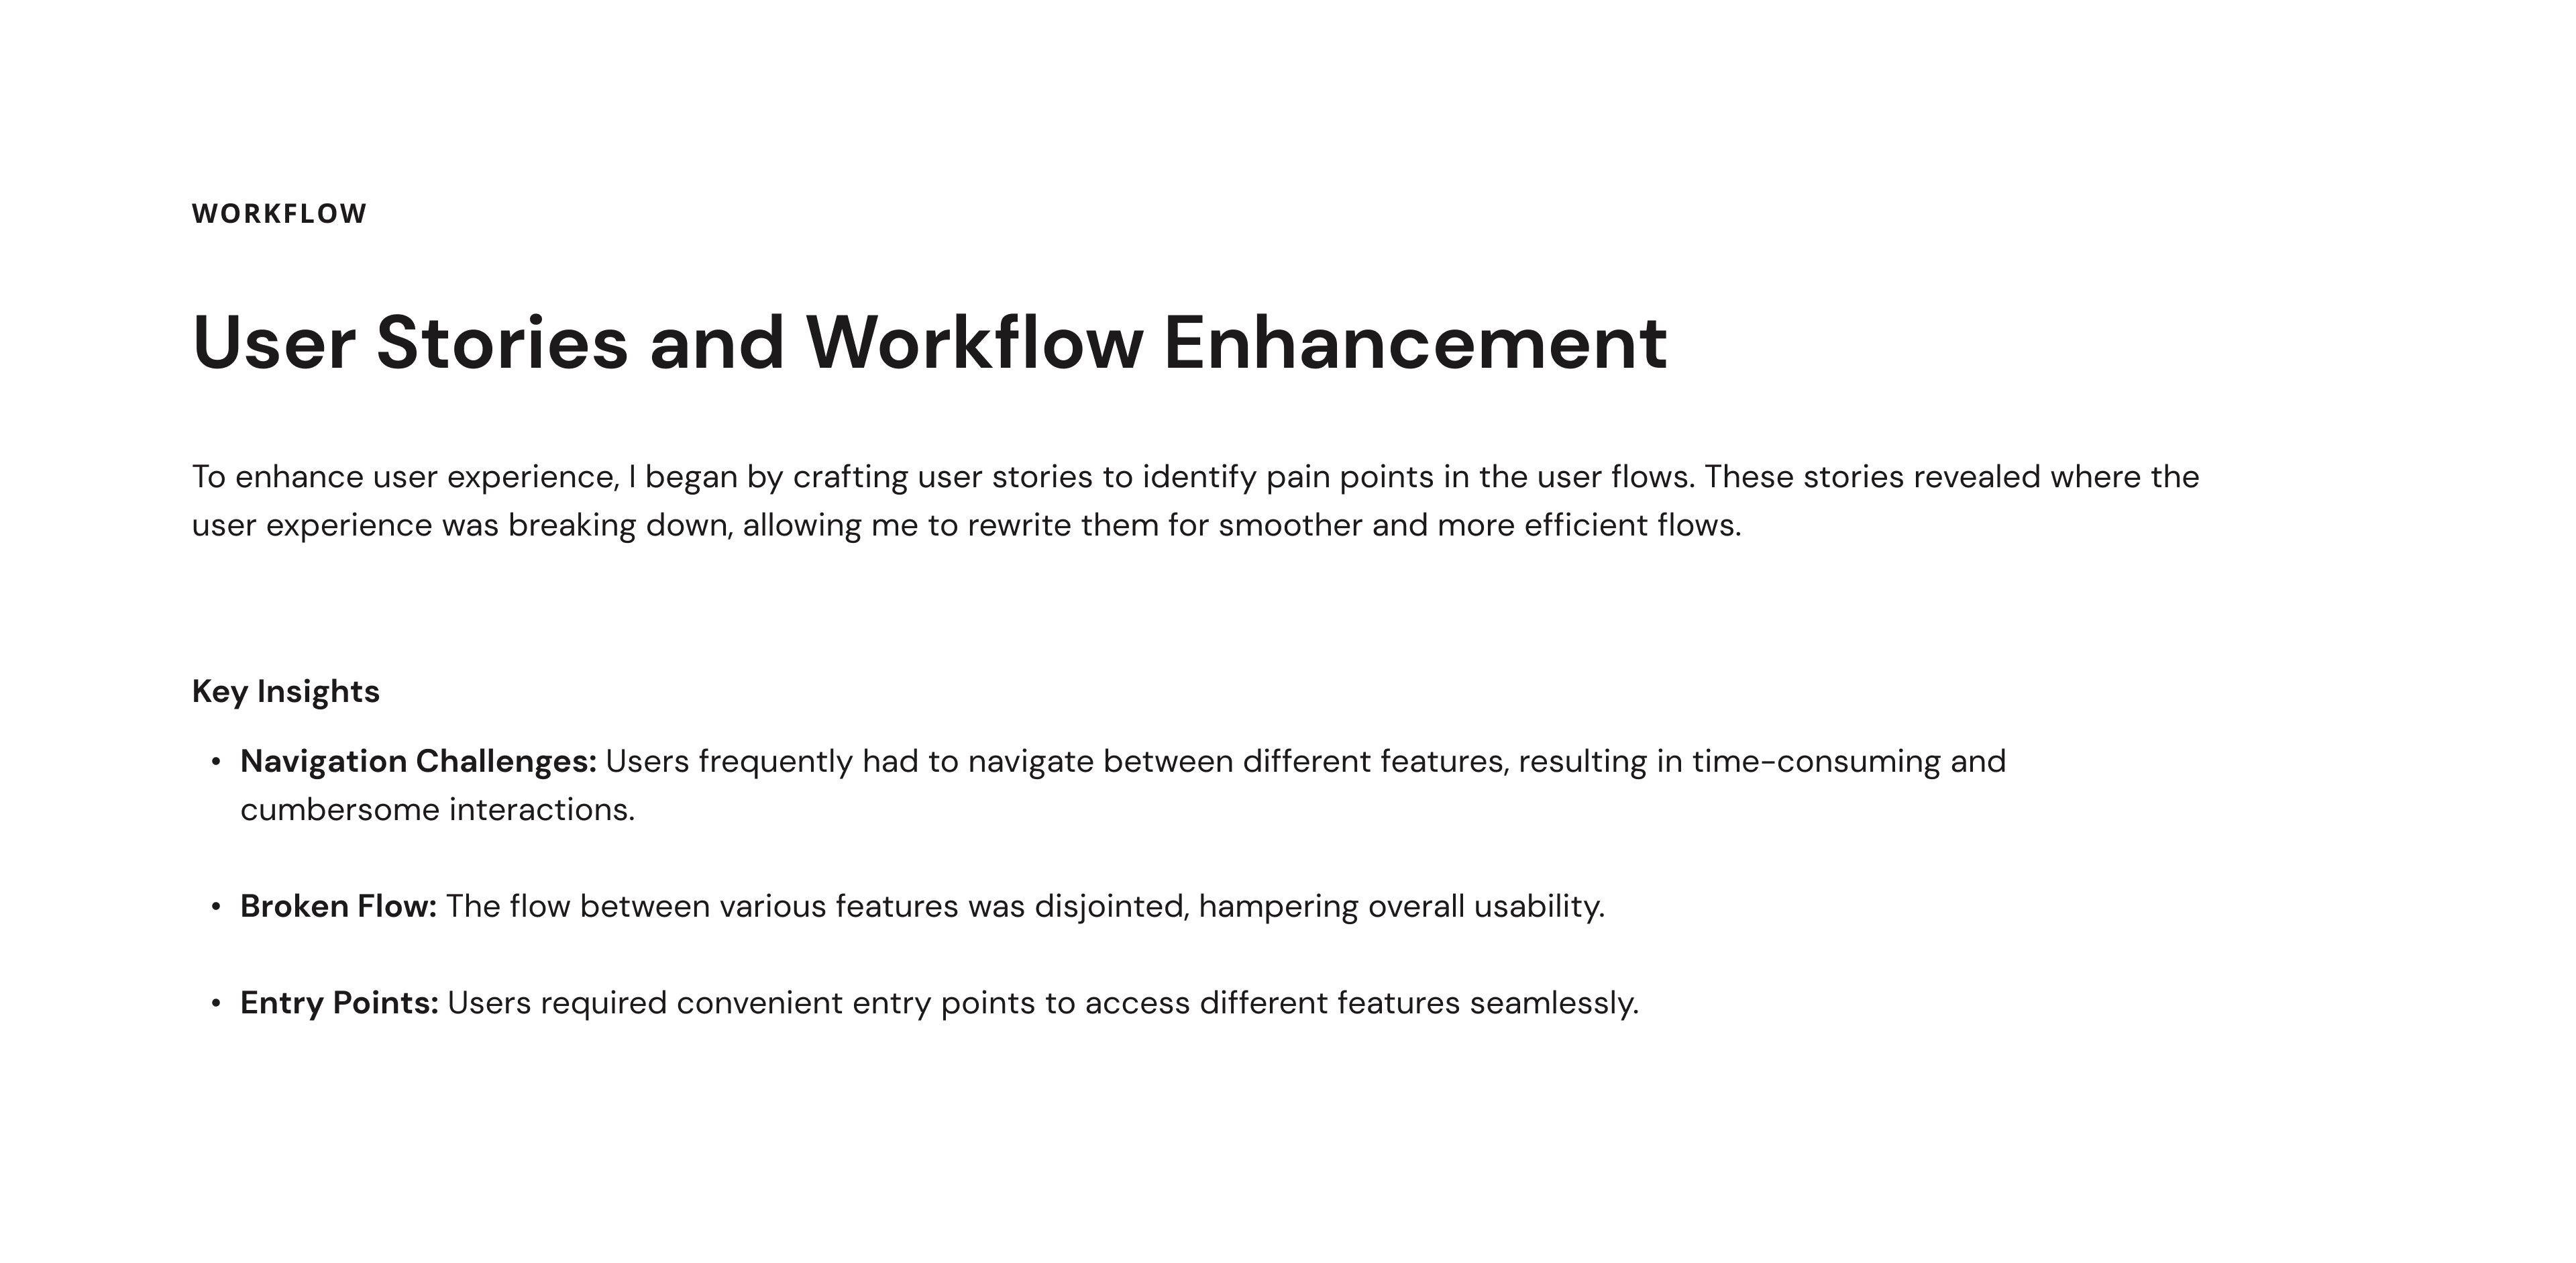 WORKFLOW
User Stories and Workflow Enhancement
To enhance user experience, I began by crafting user stories to identify pain points in the user flows. These stories revealed where the
user experience was breaking down, allowing me to rewrite them for smoother and more efficient flows.
Key Insights
• Navigation Challenges: Users frequently had to navigate between different features, resulting in time-consuming and
cumbersome interactions.
• Broken Flow: The flow between various features was disjointed, hampering overall usability.
• Entry Points: Users required convenient entry points to access different features seamlessly.